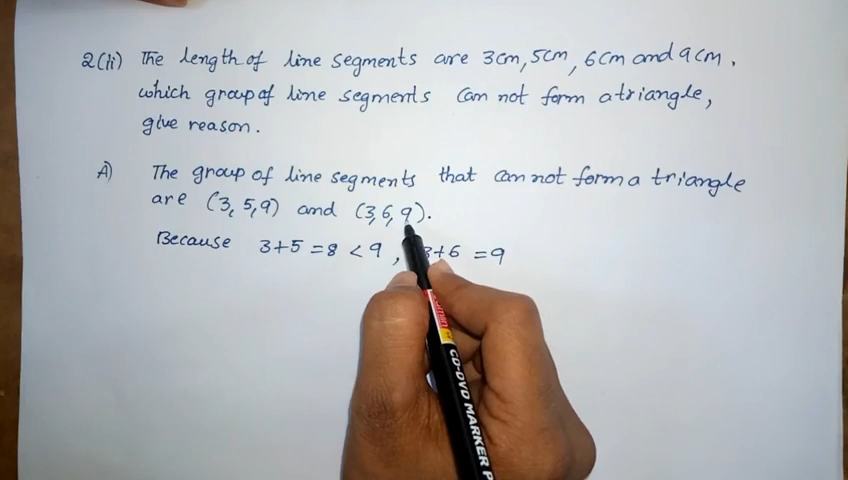 2(ii) The length of line segments are 3cm, 5cm, 6cm and 9cm.
which group of line segments can not form a triangle,
give reason.
A) The group of line segments that can not form a triangle
are (3, 5, 9) and (3, 6, 9).
Because 3+5 = 8 < 9, 3+6 = 9
CD-DVD MARKER P